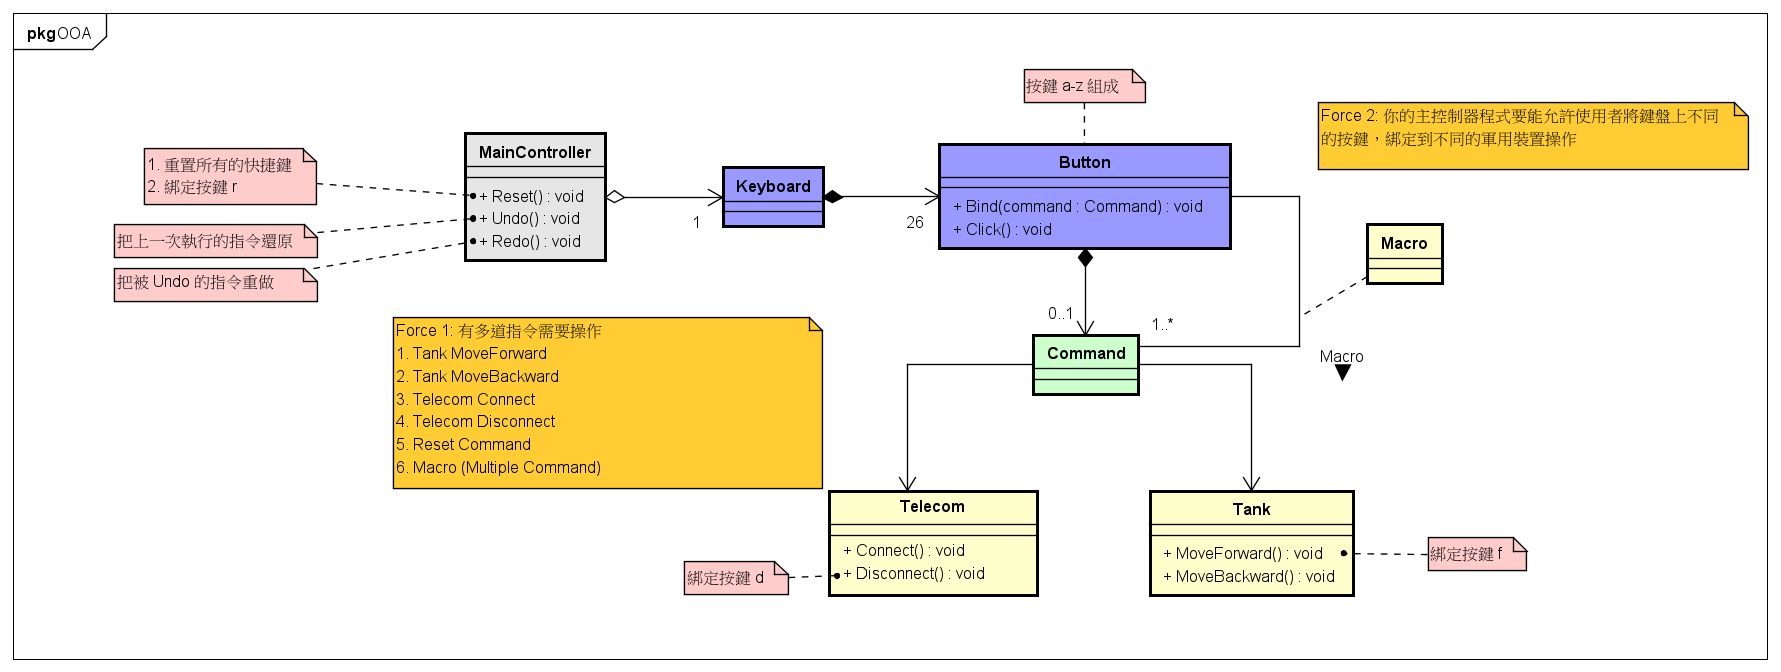 pkg OOA
按鍵 a-z 組成
Force 2: 你的主控制器程式要能允許使用者將鍵盤上不同
的按鍵，綁定到不同的軍用裝置操作
1. 重置所有的快捷鍵
2. 綁定按鍵 r
把上一次執行的指令還原
把被 Undo 的指令重做
MainController
+ Reset() : void
+ Undo() : void
+ Redo() : void
1
Keyboard
26
Button
+ Bind(command : Command) : void
+ Click() : void
Macro
0..1
1..*
Macro
Command
Force 1: 有多道指令需要操作
1. Tank MoveForward
2. Tank MoveBackward
3. Telecom Connect
4. Telecom Disconnect
5. Reset Command
6. Macro (Multiple Command)
Telecom
+ Connect() : void
+ Disconnect() : void
綁定按鍵 d
Tank
+ MoveForward() : void
+ MoveBackward() : void
綁定按鍵 f